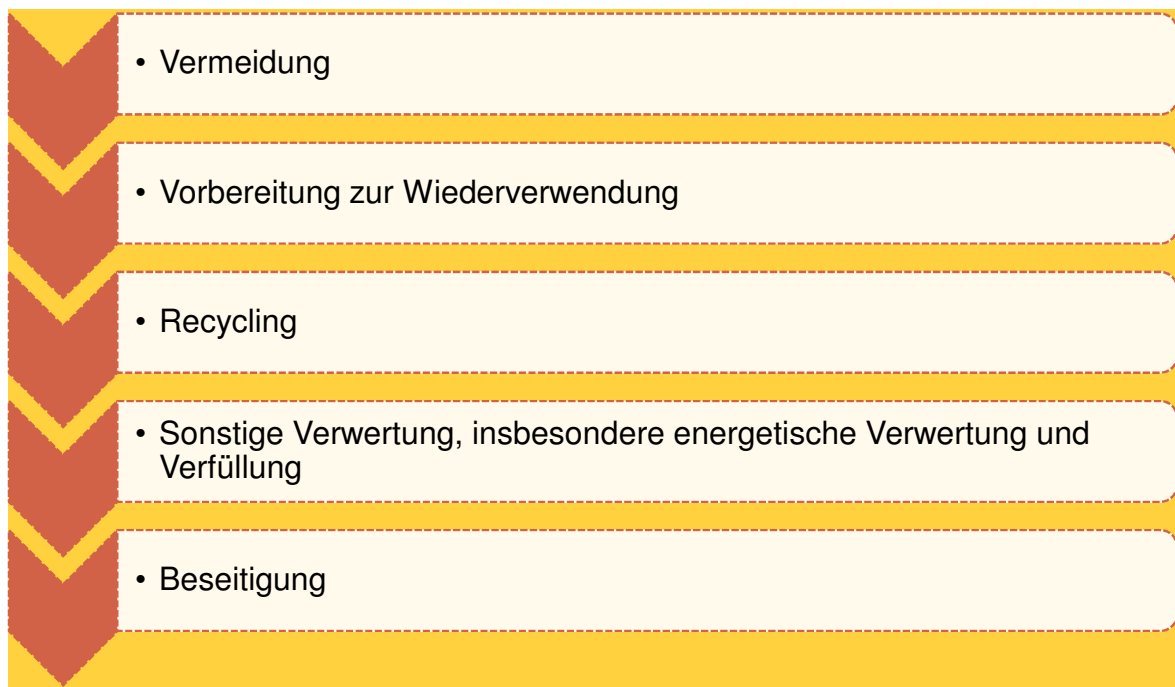 • Vermeidung
• Vorbereitung zur Wiederverwendung
• Recycling
• Sonstige Verwertung, insbesondere energetische Verwertung und
Verfüllung
• Beseitigung